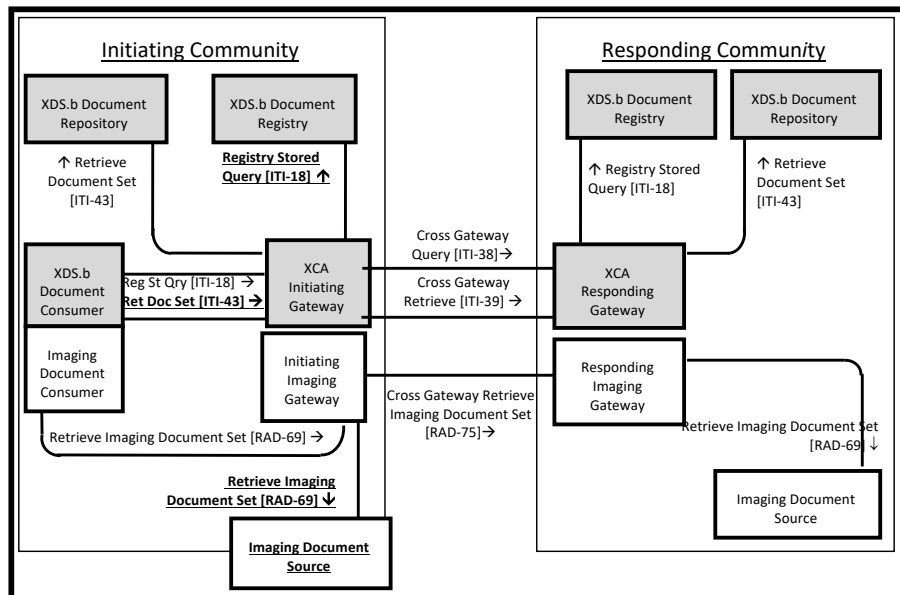 Initiating Community
Responding Community
XDS.b Document
Repository
XDS.b Document
Registry
XDS.b Document
Registry
XDS.b Document
Repository
↑ Retrieve
Document Set
[ITI-43]
Registry Stored
Query [ITI-18] ↑
↑ Registry Stored
Query [ITI-18]
↑ Retrieve
Document Set
[ITI-43]
XDS.b
Document
Consumer
Reg St Qry [ITI-18] →
Ret Doc Set [ITI-43] →
XCA
Initiating
Gateway
Cross Gateway
Query [ITI-38]→
Cross Gateway
Retrieve [ITI-39] →
XCA
Responding
Gateway
Imaging
Document
Consumer
Initiating
Imaging
Gateway
Responding
Imaging
Gateway
Cross Gateway Retrieve
Imaging Document Set
[RAD-75]→
Retrieve Imaging Document Set [RAD-69] →
Retrieve Imaging Document Set
[RAD-69] ↓
Retrieve Imaging
Document Set [RAD-69] ↓
Imaging Document
Source
Imaging Document
Source